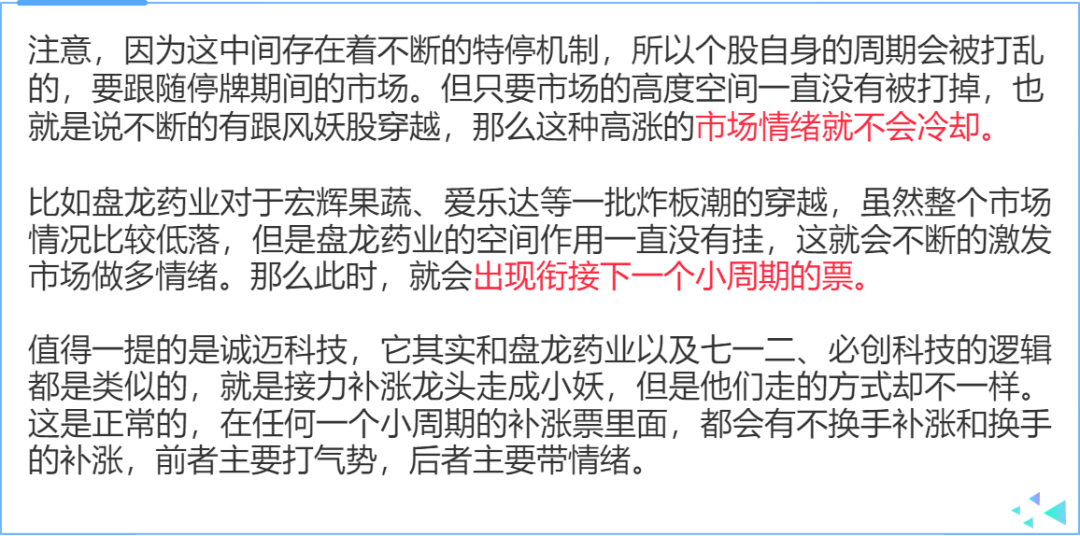 注意，因为这中间存在着不断的特停机制，所以个股自身的周期会被打乱
的，要跟随停牌期间的市场。但只要市场的高度空间一直没有被打掉，也
就是说不断的有跟风妖股穿越，那么这种高涨的市场情绪就不会冷却。
比如盘龙药业对于宏辉果蔬、爱乐达等一批炸板潮的穿越，虽然整个市场
情况比较低落，但是盘龙药业的空间作用一直没有挂，这就会不断的激发
市场做多情绪。那么此时，就会出现衔接下一个小周期的票。
值得一提的是诚迈科技，它其实和盘龙药业以及七一二、必创科技的逻辑
都是类似的，就是接力补涨龙头走成小妖，但是他们走的方式却不一样。
这是正常的，在任何一个小周期的补涨票里面，都会有不换手补涨和换手
的补涨，前者主要打气势，后者主要带情绪。